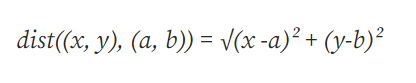 dist((x, y), (a, b)) = √(x -a)² + (y-b)²